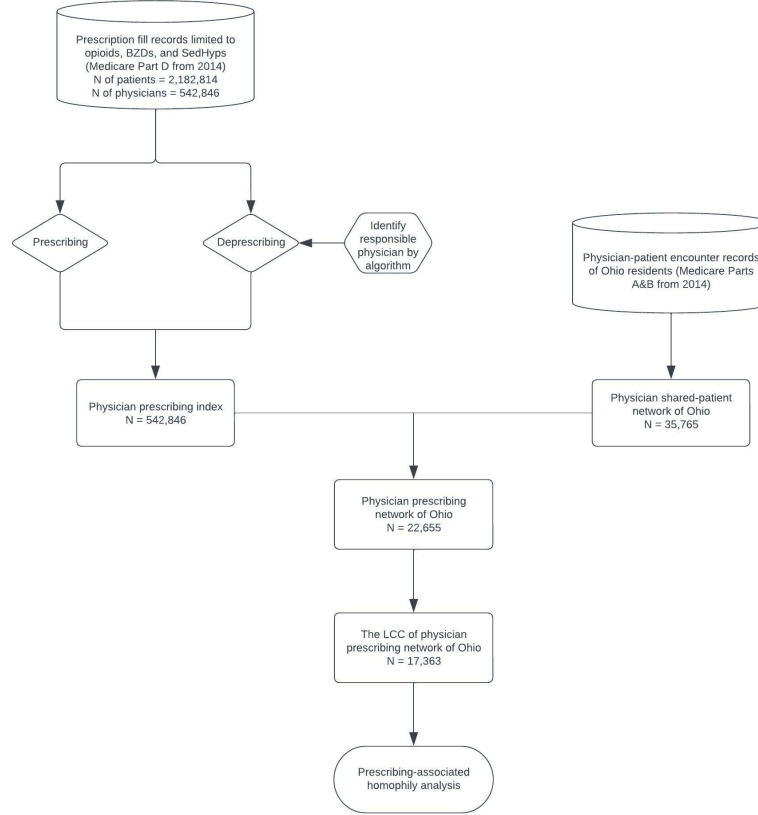 Prescription fill records limited to
opioids, BZDs, and SedHyps
(Medicare Part D from 2014)
N of patients = 2,182,814
N of physicians = 542,846
Prescribing
Deprescribing
Identify
responsible
physician by
algorithm
Physician-patient encounter records
of Ohio residents (Medicare Parts
A&B from 2014)
Physician prescribing index
N = 542,846
Physician shared-patient
network of Ohio
N = 35,765
Physician prescribing
network of Ohio
N = 22,655
The LCC of physician
prescribing network of Ohio
N = 17,363
Prescribing-associated
homophily analysis